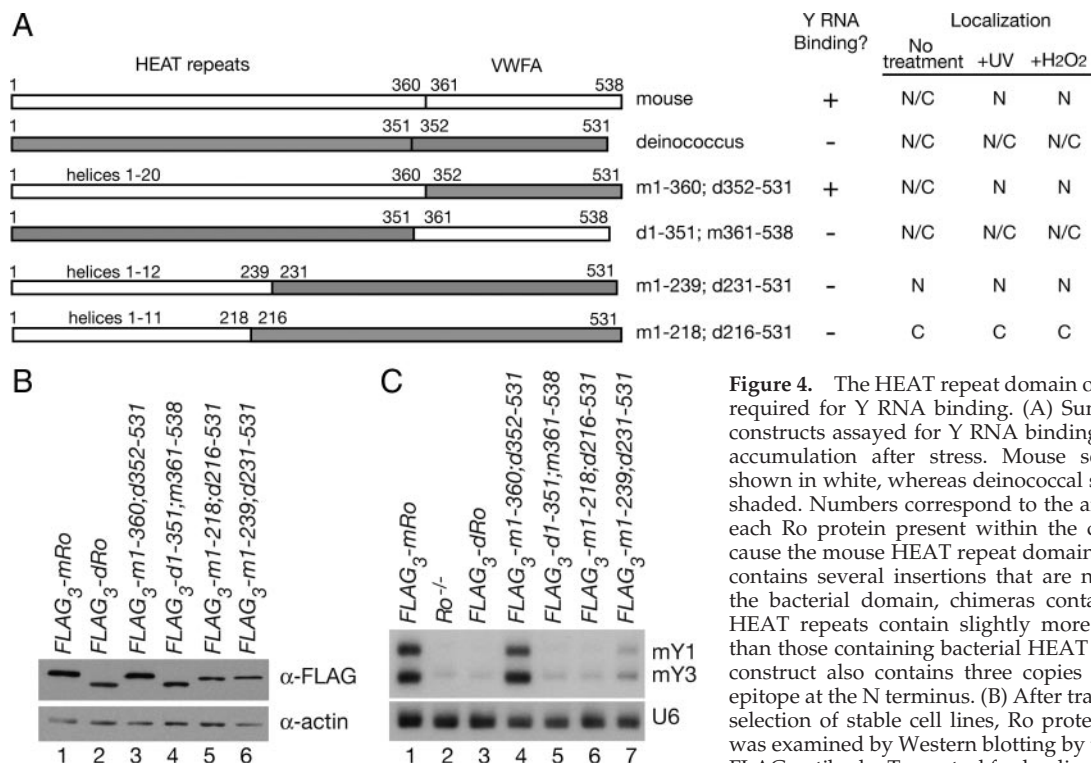 A
Y RNA
Binding?
Localization
No
treatment +UV +H2O2
HEAT repeats VWFA
1 360 361 538
mouse + N/C N N
1 351 352 531
deinococcus - N/C N/C N/C
1 helices 1-20 360 352 531
m1-360; d352-531 + N/C N N
1 351 361 538
d1-351; m361-538 - N/C N/C N/C
1 helices 1-12 239 231 531
m1-239; d231-531 - N N N
1 helices 1-11 218 216 531
m1-218; d216-531 - C C C
B
FLAG3-mRo
FLAG3-dRo
FLAG3-m1-360;d352-531
FLAG3-d1-351;m361-538
FLAG3-m1-218;d216-531
FLAG3-m1-239;d231-531
α-FLAG
α-actin
1 2 3 4 5 6
C
FLAG3-mRo
Ro-/-
FLAG3-dRo
FLAG3-m1-360;d352-531
FLAG3-d1-351;m361-538
FLAG3-m1-218;d216-531
FLAG3-m1-239;d231-531
mY1
mY3
U6
1 2 3 4 5 6 7
Figure 4. The HEAT repeat domain o
required for Y RNA binding. (A) Sur
constructs assayed for Y RNA binding
accumulation after stress. Mouse s
shown in white, whereas deinococcal s
shaded. Numbers correspond to the a
each Ro protein present within the c
cause the mouse HEAT repeat domain
contains several insertions that are n
the bacterial domain, chimeras conta
HEAT repeats contain slightly more
than those containing bacterial HEAT
construct also contains three copies
epitope at the N terminus. (B) After tra
selection of stable cell lines, Ro prote
was examined by Western blotting by